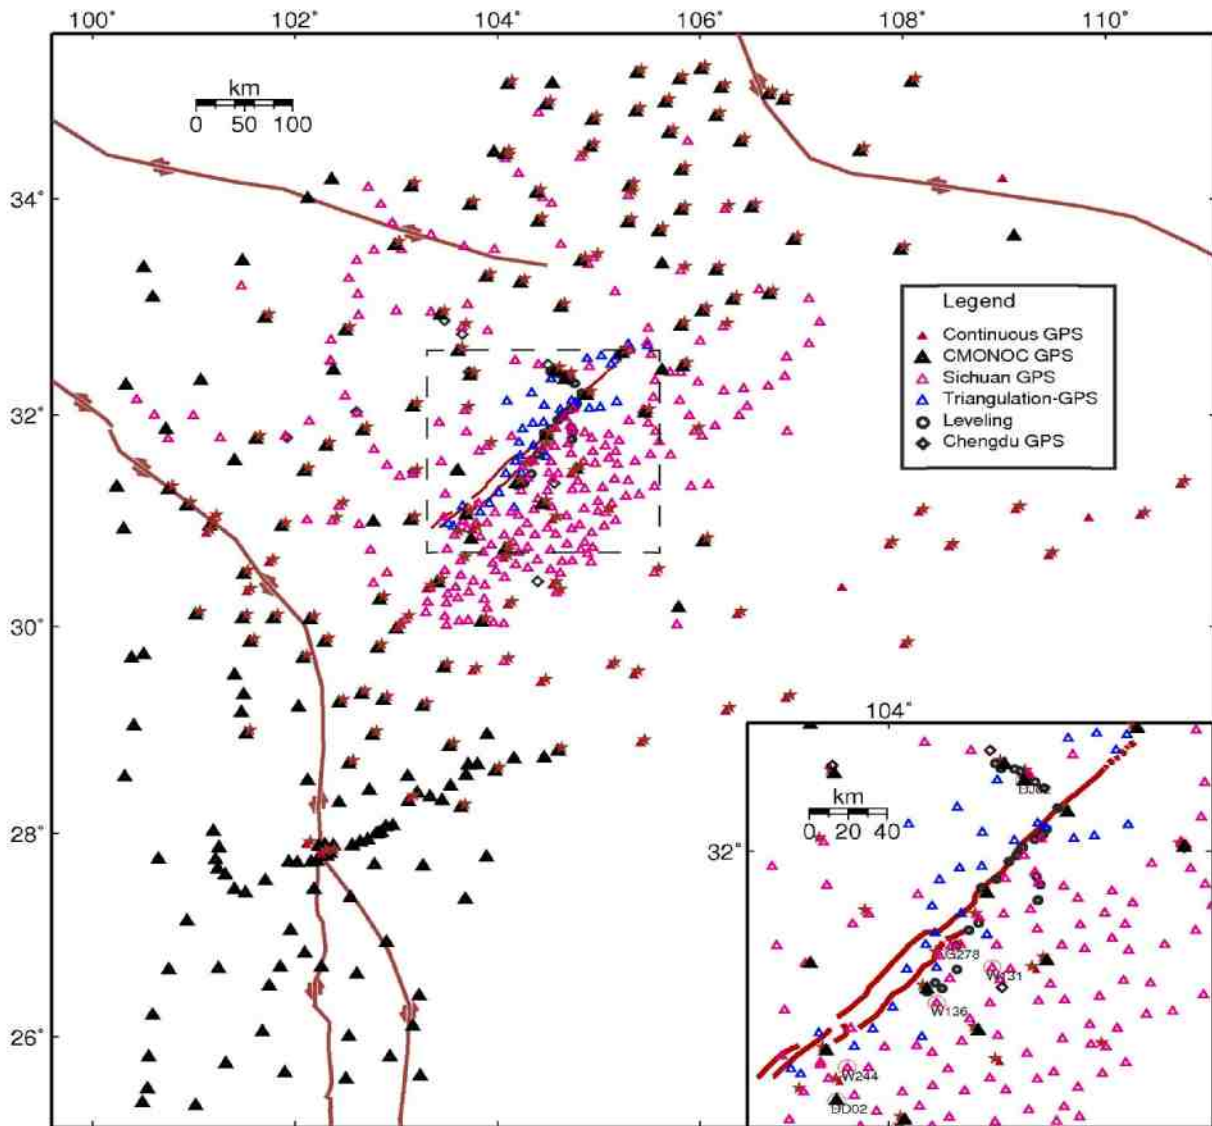 100° 102° 104° 106° 108° 110°
km
0 50 100
34°
32°
30°
28°
26°
Legend
Continuous GPS
CMONOC GPS
Sichuan GPS
Triangulation-GPS
Leveling
Chengdu GPS
104°
km
0 20 40
32°
DJ02
G278
W131
W136
W244
DD02